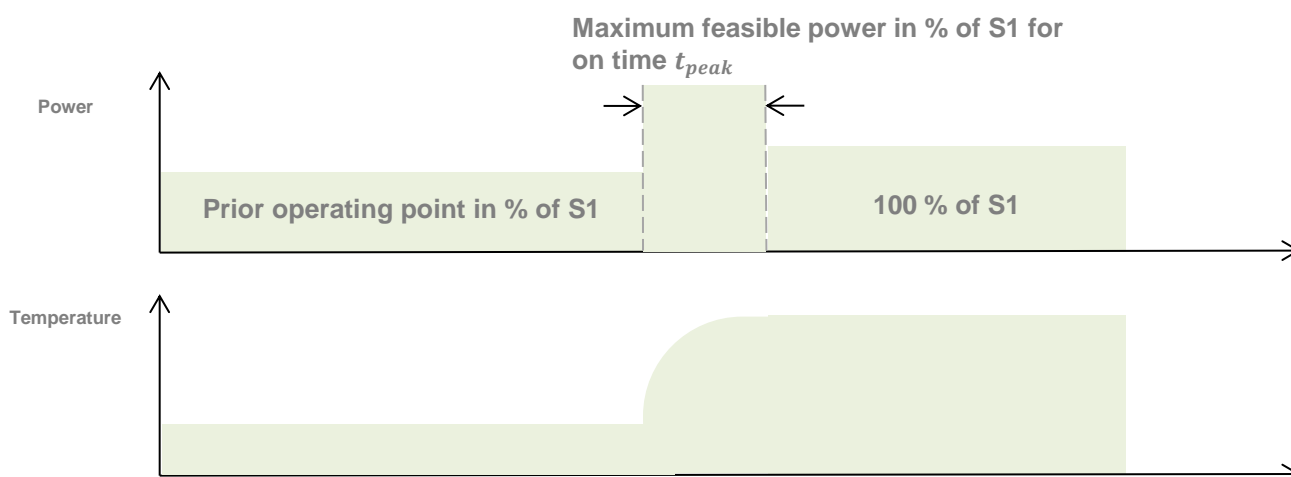 Maximum feasible power in % of S1 for
on time t_peak
Power
Prior operating point in % of S1
100 % of S1
Temperature